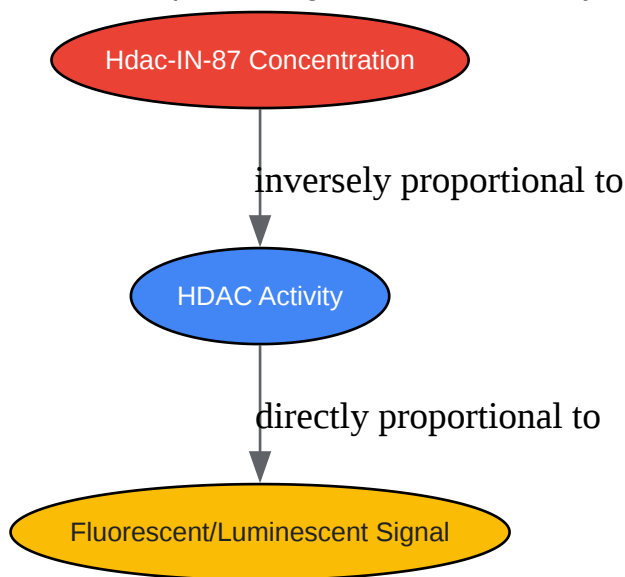 Hdac-IN-87 Concentration
inversely proportional to
HDAC Activity
directly proportional to
Fluorescent/Luminescent Signal